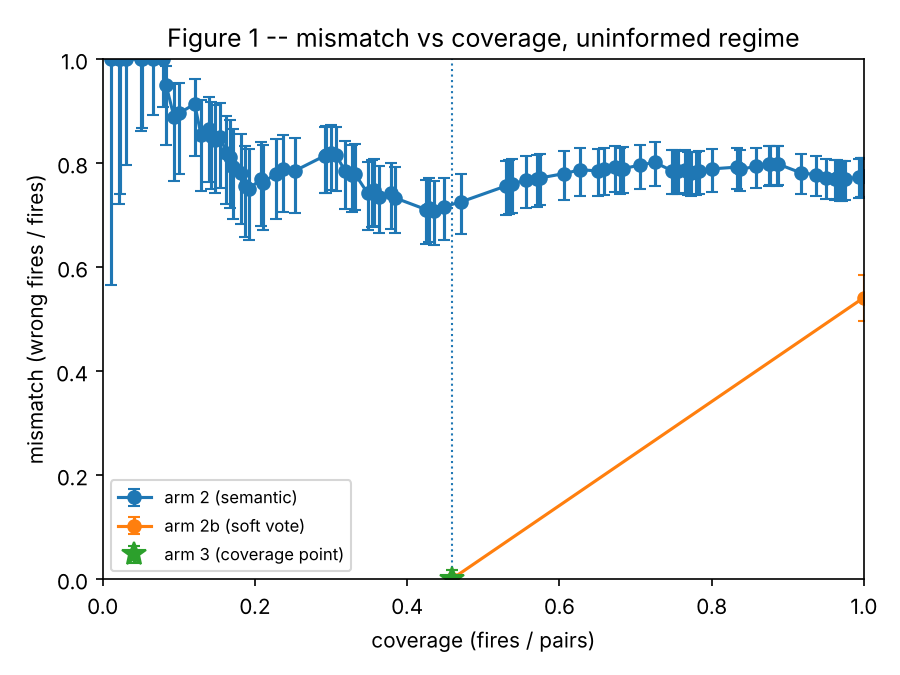 Figure 1 -- mismatch vs coverage, uninformed regime
mismatch (wrong fires / fires)
1.0
0.8
0.6
0.4
0.2
0.0
arm 2 (semantic)
arm 2b (soft vote)
arm 3 (coverage point)
0.0
0.2
0.4
0.6
0.8
1.0
coverage (fires / pairs)